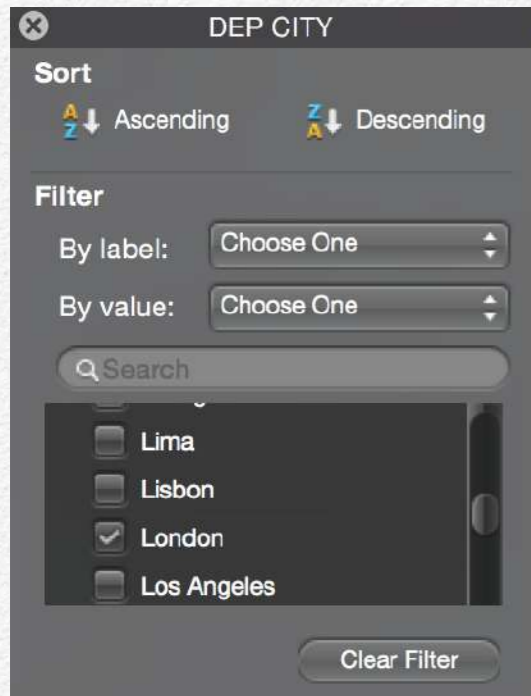 DEP CITY
Sort
A Z Ascending Z A Descending
Filter
By label: Choose One
By value: Choose One
Search
Lima
Lisbon
London
Los Angeles
Clear Filter